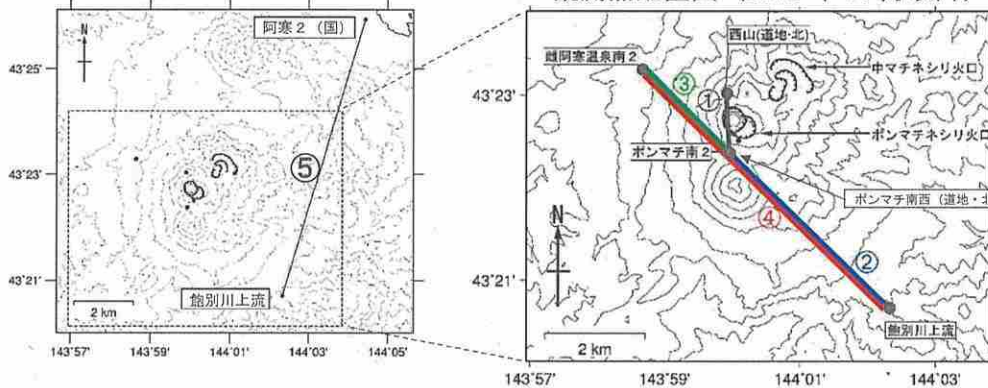 阿寒2(国)
N
43°25'
43°23'
43°21'
⑤
飽別川上流
2 km
143°57' 143°59' 144°01' 144°03' 144°05'
西山(道地・北)
雌阿寒温泉南2
中マチネシリ火口
③
①
43°23'
ポンマチネシリ火口
ポンマチ南2
ポンマチ南西(道地・北
N
④
②
43°21'
飽別川上流
2 km
143°57' 143°59' 144°01' 144°03'